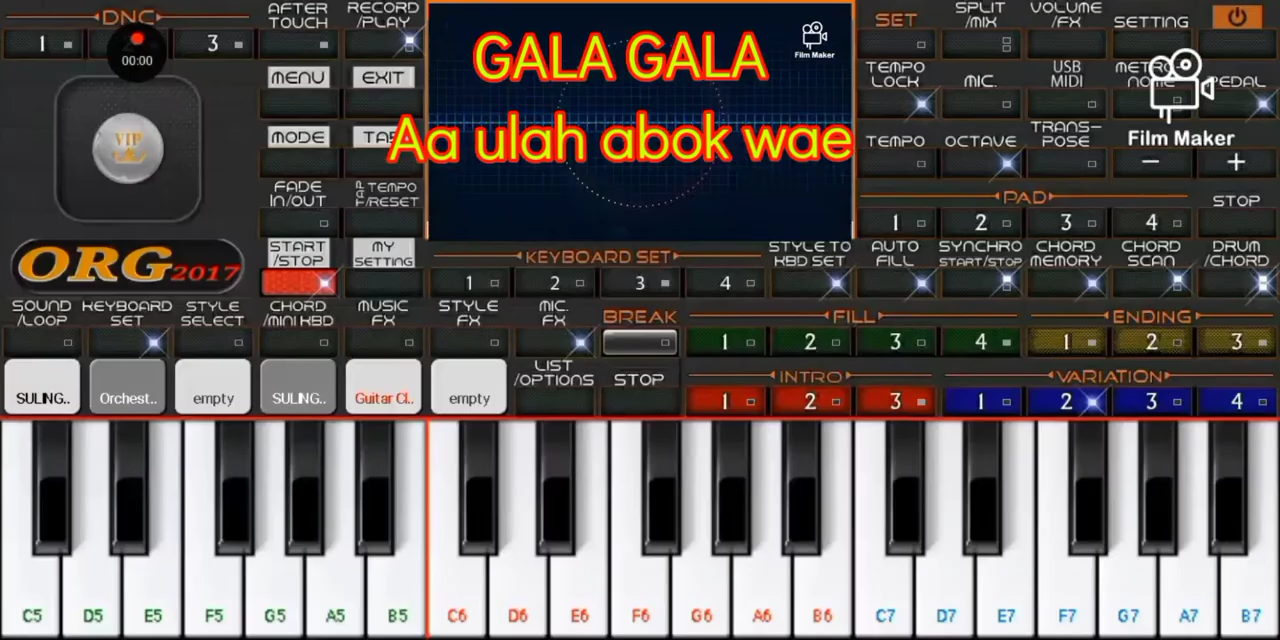 DNC
1
3
00:00
AFTER TOUCH
RECORD /PLAY
MENU
EXIT
MODE
FADE IN/OUT
TEMPO /RESET
START /STOP
MY SETTING
VIP
ORG 2017
GALA GALA
Aa ulah abok wae
Film Maker
SET
SPLIT /MIX
VOLUME /FX
SETTING
TEMPO LOCK
MIC.
USB MIDI
PEDAL
Film Maker
TEMPO
OCTAVE
TRANS-POSE
− +
PAD
STOP
1 2 3 4
KEYBOARD SET
1 2 3 4
STYLE TO KBD SET
AUTO FILL
SYNCHRO START/STOP
CHORD MEMORY
CHORD SCAN
DRUM /CHORD
SOUND /LOOP
KEYBOARD SET
STYLE SELECT
CHORD /MINI KBD
MUSIC FX
STYLE FX
MIC. FX
BREAK
FILL
1 2 3 4
ENDING
1 2 3
SULING..
Orchest..
empty
SULING..
Guitar Cl..
empty
LIST /OPTIONS
STOP
INTRO
1 2 3
VARIATION
1 2 3 4
C5 D5 E5 F5 G5 A5 B5 C6 D6 E6 F6 G6 A6 B6 C7 D7 E7 F7 G7 A7 B7